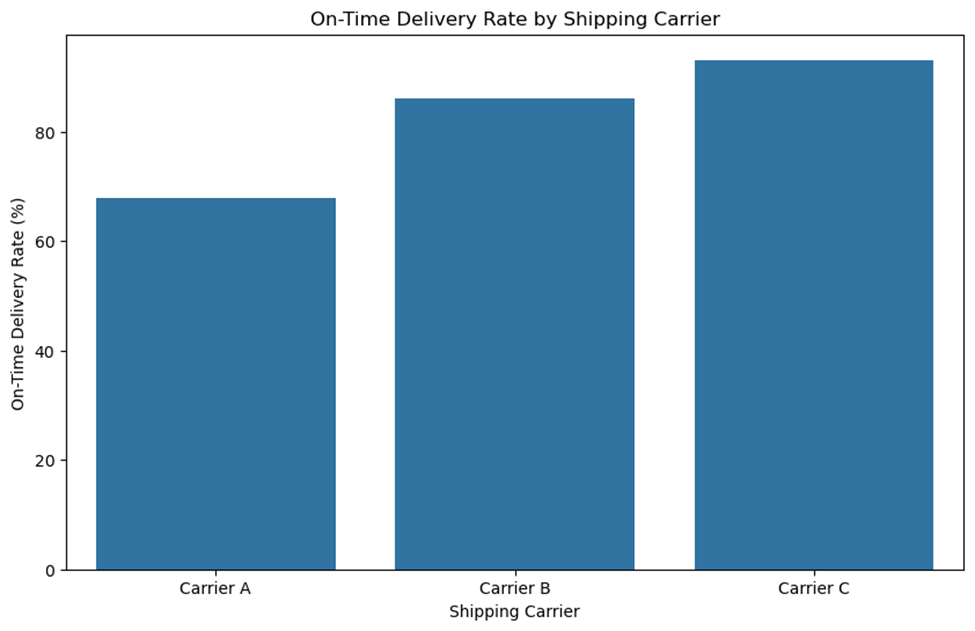 On-Time Delivery Rate by Shipping Carrier
On-Time Delivery Rate (%)
80
60
40
20
0
Carrier A Carrier B Carrier C
Shipping Carrier